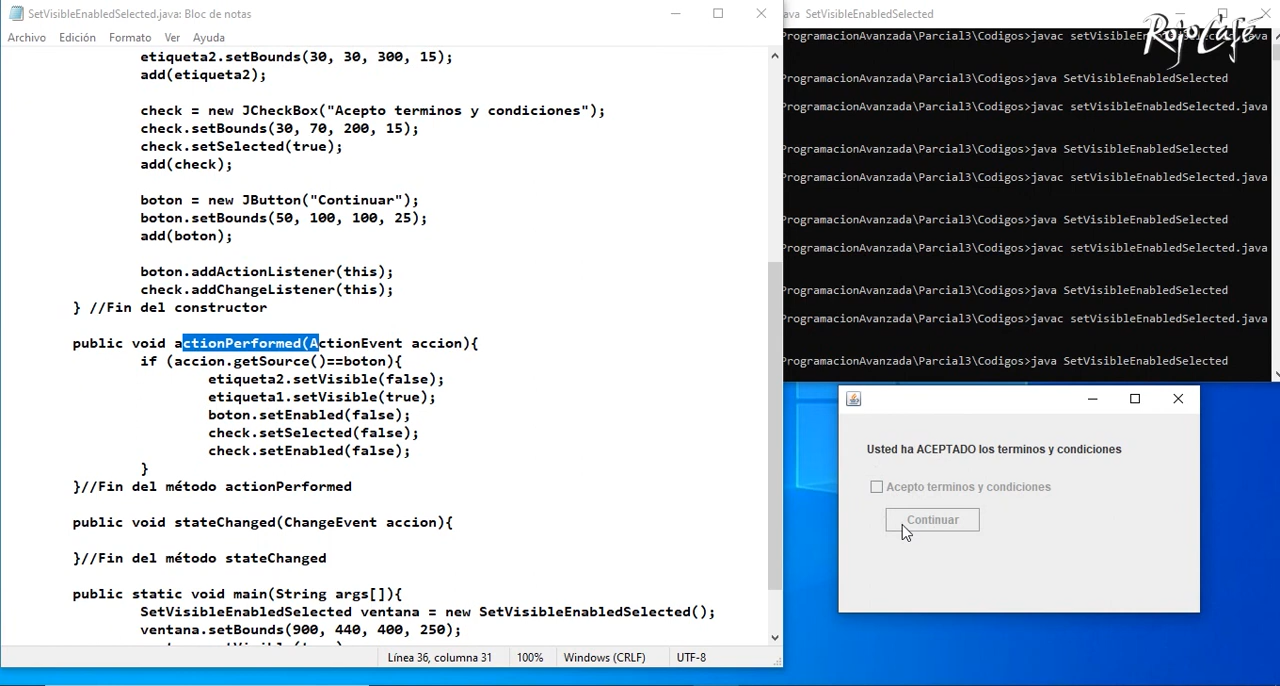 SetVisibleEnabledSelected.java: Bloc de notas
Archivo Edición Formato Ver Ayuda
etiqueta2.setBounds(30, 30, 300, 15);
add(etiqueta2);
check = new JCheckBox("Acepto terminos y condiciones");
check.setBounds(30, 70, 200, 15);
check.setSelected(true);
add(check);
boton = new JButton("Continuar");
boton.setBounds(50, 100, 100, 25);
add(boton);
boton.addActionListener(this);
check.addChangeListener(this);
} //Fin del constructor
public void actionPerformed(ActionEvent accion){
if (accion.getSource()==boton){
etiqueta2.setVisible(false);
etiqueta1.setVisible(true);
boton.setEnabled(false);
check.setSelected(false);
check.setEnabled(false);
}
}//Fin del método actionPerformed
public void stateChanged(ChangeEvent accion){
}//Fin del método stateChanged
public static void main(String args[]){
SetVisibleEnabledSelected ventana = new SetVisibleEnabledSelected();
ventana.setBounds(900, 440, 400, 250);
Línea 36, columna 31 100% Windows (CRLF) UTF-8
ava SetVisibleEnabledSelected
RojoCafé
ProgramacionAvanzada\Parcial3\Codigos>javac
ProgramacionAvanzada\Parcial3\Codigos>java SetVisibleEnabledSelected
ProgramacionAvanzada\Parcial3\Codigos>javac setVisibleEnabledSelected.java
ProgramacionAvanzada\Parcial3\Codigos>java SetVisibleEnabledSelected
ProgramacionAvanzada\Parcial3\Codigos>javac setVisibleEnabledSelected.java
ProgramacionAvanzada\Parcial3\Codigos>java SetVisibleEnabledSelected
ProgramacionAvanzada\Parcial3\Codigos>javac setVisibleEnabledSelected.java
ProgramacionAvanzada\Parcial3\Codigos>java SetVisibleEnabledSelected
ProgramacionAvanzada\Parcial3\Codigos>javac setVisibleEnabledSelected.java
ProgramacionAvanzada\Parcial3\Codigos>java SetVisibleEnabledSelected
Usted ha ACEPTADO los terminos y condiciones
Acepto terminos y condiciones
Continuar